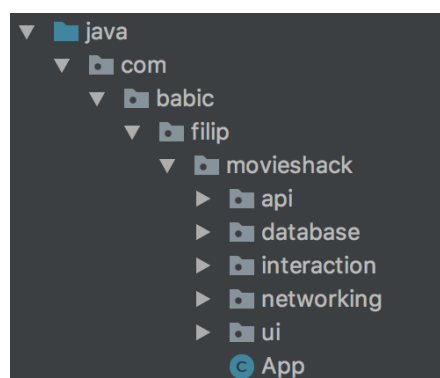 java
com
babic
filip
movieshack
api
database
interaction
networking
ui
C App